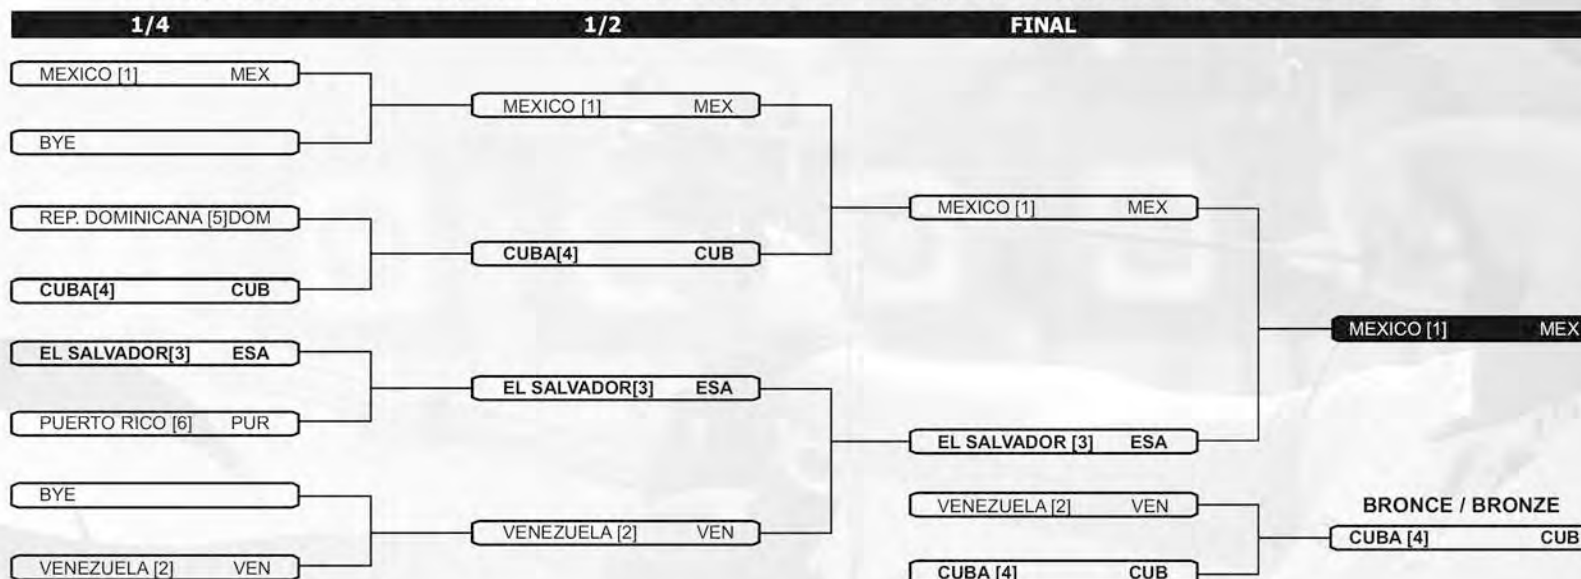 1/4 1/2 FINAL
MEXICO [1] MEX
BYE
REP. DOMINICANA [5]DOM
CUBA[4] CUB
EL SALVADOR[3] ESA
PUERTO RICO [6] PUR
BYE
VENEZUELA [2] VEN
MEXICO [1] MEX
CUBA[4] CUB
EL SALVADOR[3] ESA
VENEZUELA [2] VEN
MEXICO [1] MEX
EL SALVADOR [3] ESA
VENEZUELA [2] VEN
CUBA [4] CUB
MEXICO [1] MEX
BRONCE / BRONZE
CUBA [4] CUB